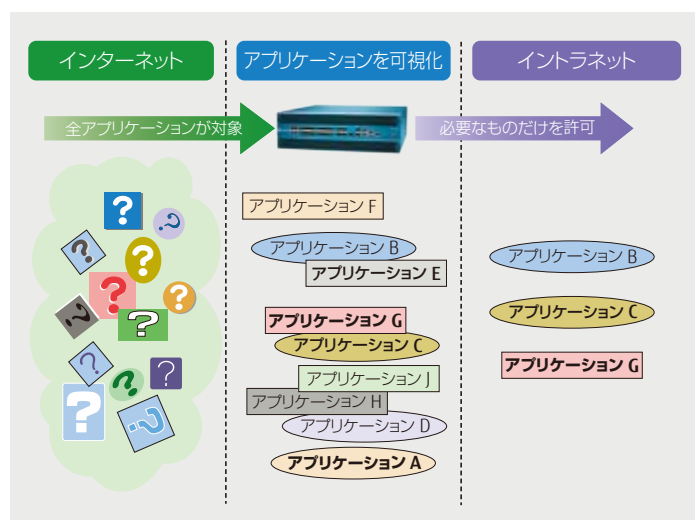 インターネット
アプリケーションを可視化
イントラネット
全アプリケーションが対象
必要なものだけを許可
?
?
?
?
?
?
?
?
?
?
?
?
?
アプリケーション F
アプリケーション B
アプリケーション E
アプリケーション G
アプリケーション C
アプリケーション J
アプリケーション H
アプリケーション D
アプリケーション A
アプリケーション B
アプリケーション C
アプリケーション G